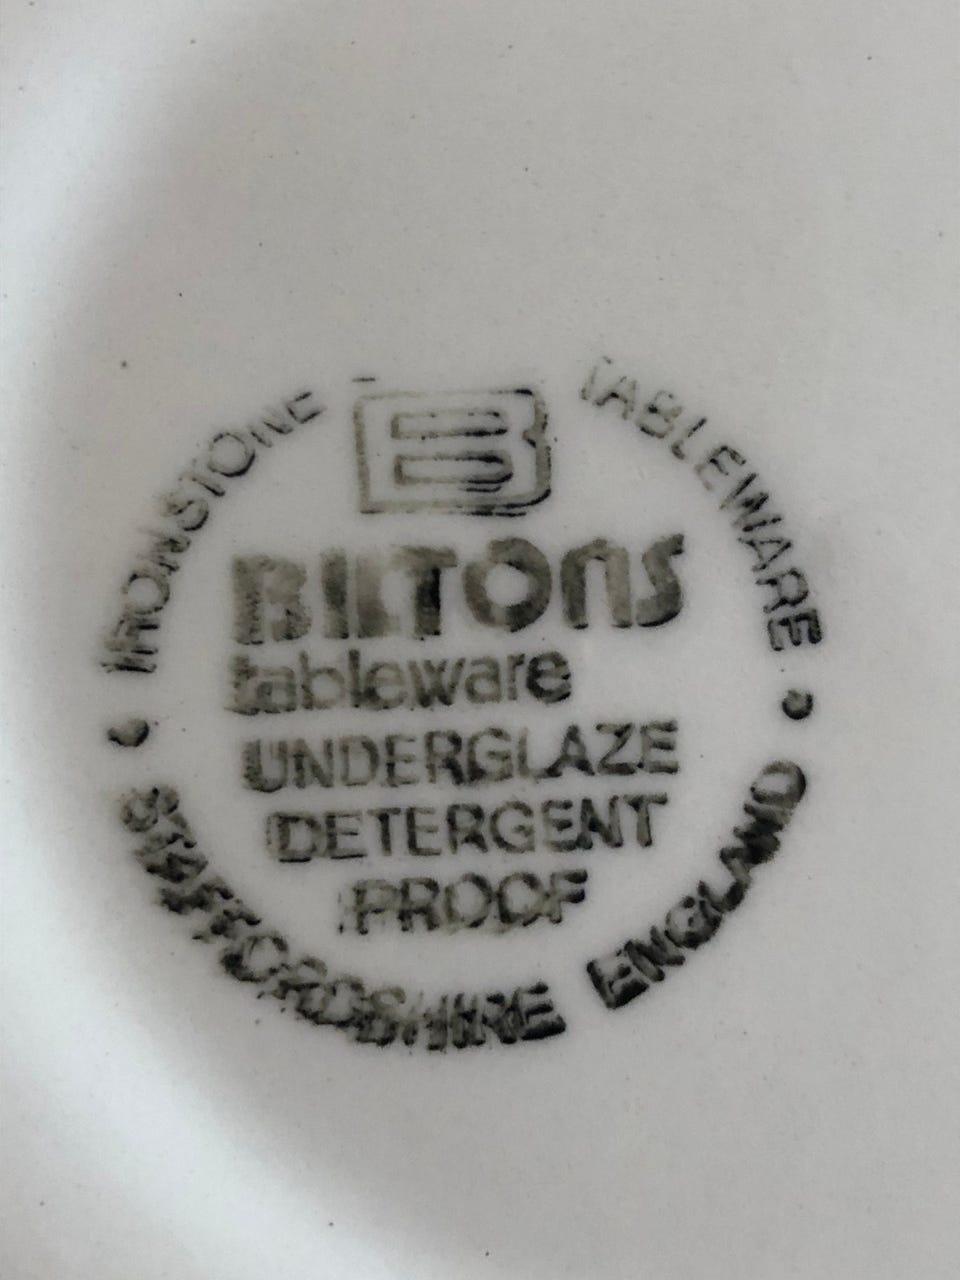 IRONSTONE TABLEWARE
B
BILTONS
tableware
UNDERGLAZE
DETERGENT
PROOF
STAFFORDSHIRE ENGLAND